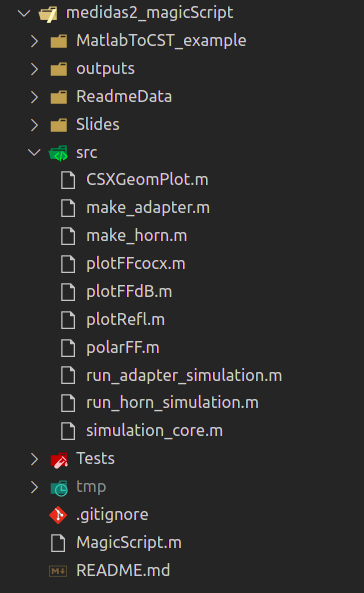 medidas2_magicScript
MatlabToCST_example
outputs
ReadmeData
Slides
src
CSXGeomPlot.m
make_adapter.m
make_horn.m
plotFFcocx.m
plotFFdB.m
plotRefl.m
polarFF.m
run_adapter_simulation.m
run_horn_simulation.m
simulation_core.m
Tests
tmp
.gitignore
MagicScript.m
README.md